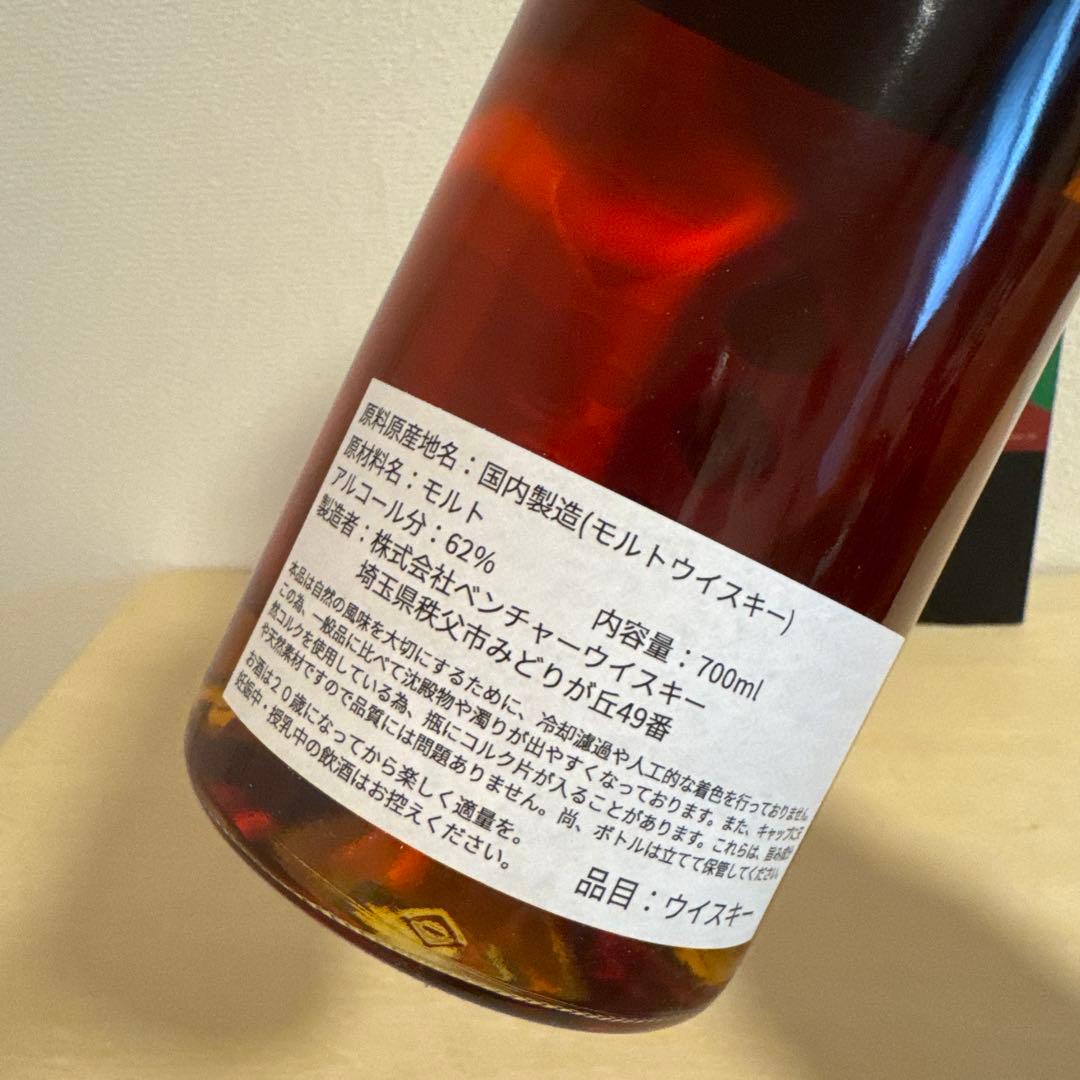 原料原産地名：国内製造(モルトウイスキー)
原材料名：モルト
アルコール分：62%　内容量：700ml
製造者：株式会社ベンチャーウイスキー
埼玉県秩父市みどりが丘49番
本品は自然の風味を大切にするために、冷却濾過や人工的な着色を行っておりません。
この為、一般品に比べて沈殿物や濁りが出やすくなっております。また、キャップに天
然コルクを使用している為、瓶にコルク片が入ることがあります。これらは、旨み成分
や天然素材ですので品質には問題ありません。尚、ボトルは立てて保管してください。
お酒は20歳になってから楽しく適量を。
妊娠中・授乳中の飲酒はお控えください。
品目：ウイスキー